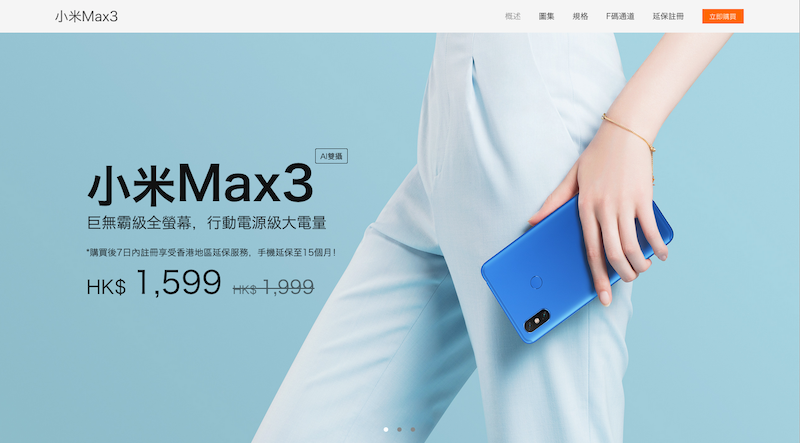 小米Max3
概述 圖集 規格 F碼通道 延保註冊 立即購買
AI雙攝
小米Max3
巨無霸級全螢幕，行動電源級大電量
*購買後7日內註冊享受香港地區延保服務，手機延保至15個月！
HK$ 1,599 HK$ 1,999